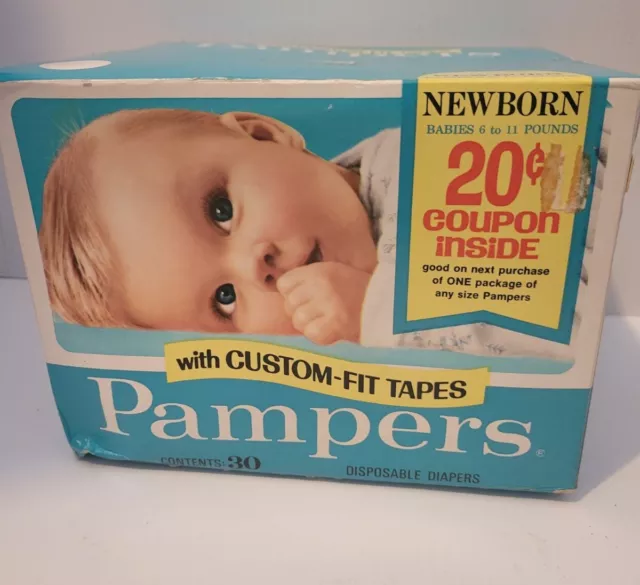 NEWBORN
BABIES 6 to 11 POUNDS
20¢
COUPON
INSIDE
good on next purchase
of ONE package of
any size Pampers
with CUSTOM-FIT TAPES
Pampers®
CONTENTS: 30
DISPOSABLE DIAPERS